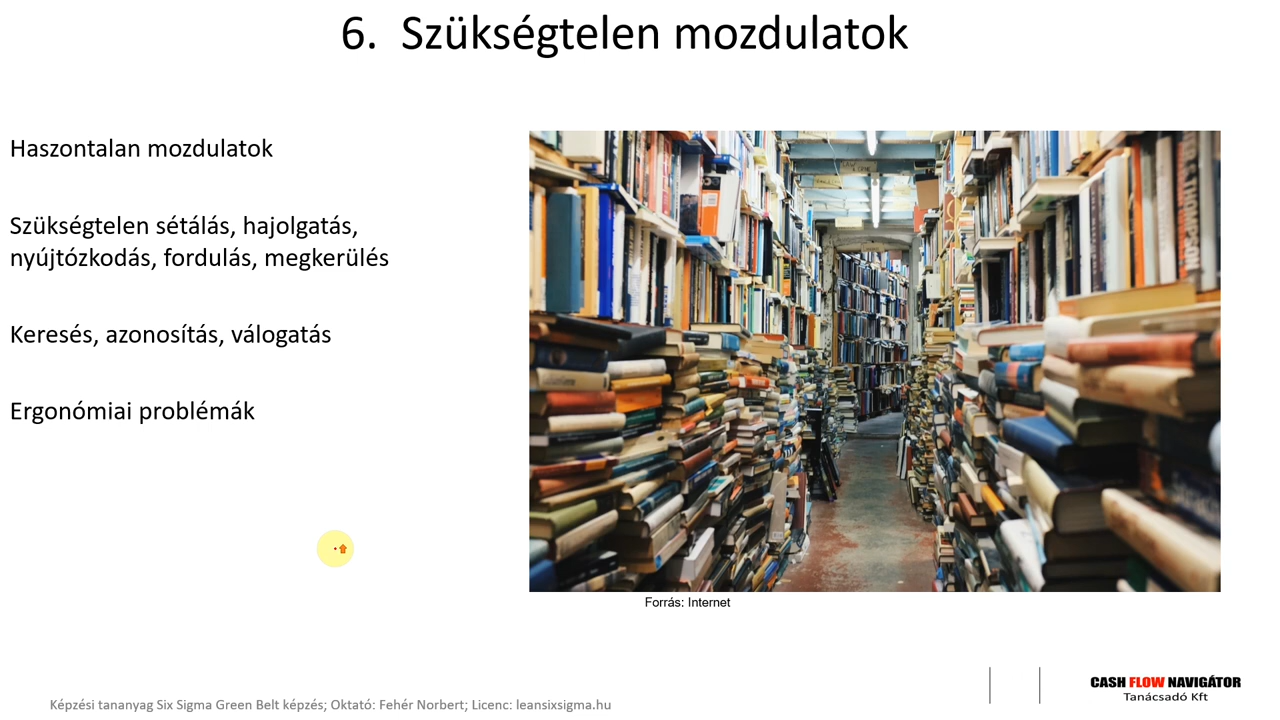 6. Szükségtelen mozdulatok
Haszontalan mozdulatok
Szükségtelen sétálás, hajolgatás,
nyújtózkodás, fordulás, megkerülés
Keresés, azonosítás, válogatás
Ergonómiai problémák
Forrás: Internet
Képzési tananyag Six Sigma Green Belt képzés; Oktató: Fehér Norbert; Licenc: leansixsigma.hu
CASH FLOW NAVIGÁTOR
Tanácsadó Kft